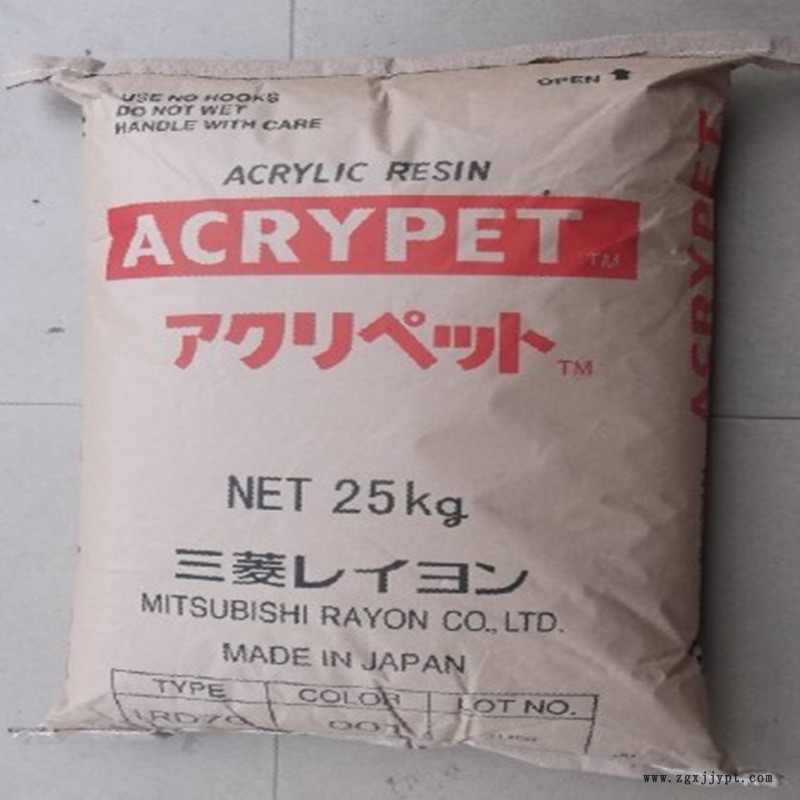 USE NO HOOKS
DO NOT WET
HANDLE WITH CARE
OPEN
ACRYLIC RESIN
ACRYPET TM
アクリペット TM
ACRYPET
NET 25kg
三菱レイヨン
MITSUBISHI RAYON CO., LTD.
MADE IN JAPAN
TYPE COLOR LOT NO.
IRD70 001
www.zgxjjypt.com